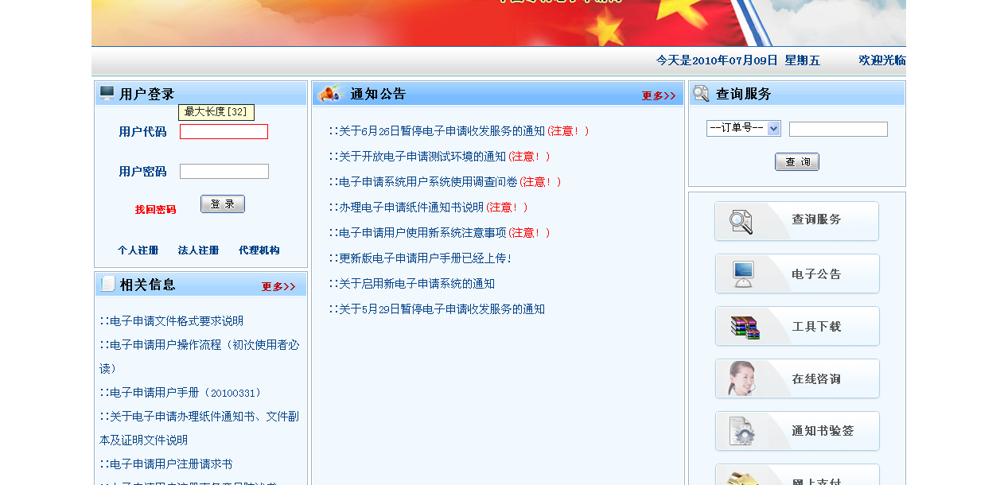 今天是2010年07月09日 星期五 欢迎光临
用户登录
最大长度[32]
用户代码
用户密码
找回密码
登 录
个人注册 法人注册 代理机构
相关信息 更多>>
::电子申请文件格式要求说明
::电子申请用户操作流程（初次使用者必
读）
::电子申请用户手册（20100331）
::关于电子申请办理纸件通知书、文件副
本及证明文件说明
::电子申请用户注册请求书
通知公告 更多>>
::关于6月26日暂停电子申请收发服务的通知(注意！)
::关于开放电子申请测试环境的通知(注意！)
::电子申请系统用户系统使用调查问卷(注意！)
::办理电子申请纸件通知书说明(注意！)
::电子申请用户使用新系统注意事项(注意！)
::更新版电子申请用户手册已经上传!
::关于启用新电子申请系统的通知
::关于5月29日暂停电子申请收发服务的通知
查询服务
--订单号--
查 询
查询服务
电子公告
工具下载
在线咨询
通知书验签
网上支付